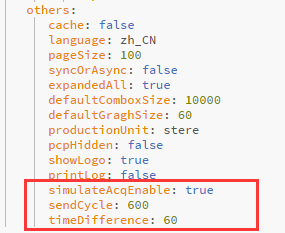 others:
cache: false
language: zh_CN
pageSize: 100
syncOrAsync: false
expandedAll: true
defaultComboxSize: 10000
defaultGraghSize: 60
productionUnit: stere
pcpHidden: false
showLogo: true
printLog: false
simulateAcqEnable: true
sendCycle: 600
timeDifference: 60